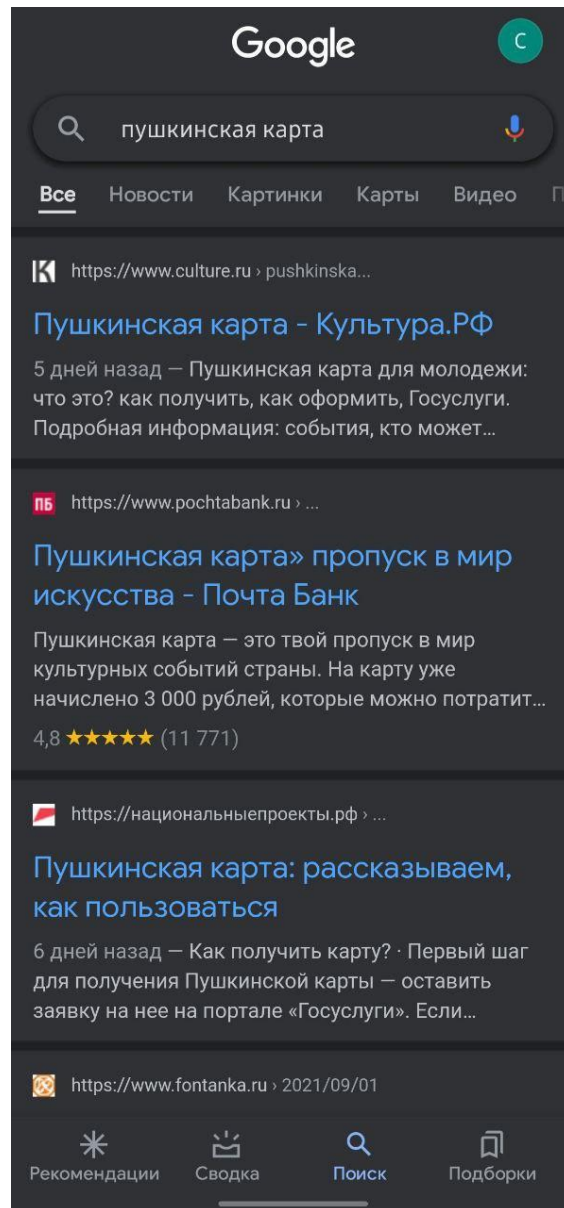 Google
С
пушкинская карта
Все Новости Картинки Карты Видео П
https://www.culture.ru › pushkinska...
Пушкинская карта - Культура.РФ
5 дней назад — Пушкинская карта для молодежи:
что это? как получить, как оформить, Госуслуги.
Подробная информация: события, кто может...
ПБ https://www.pochtabank.ru › ...
Пушкинская карта» пропуск в мир
искусства - Почта Банк
Пушкинская карта — это твой пропуск в мир
культурных событий страны. На карту уже
начислено 3 000 рублей, которые можно потратит...
4,8 ★★★★★ (11 771)
https://национальныепроекты.рф › ...
Пушкинская карта: рассказываем,
как пользоваться
6 дней назад — Как получить карту? · Первый шаг
для получения Пушкинской карты — оставить
заявку на нее на портале «Госуслуги». Если...
https://www.fontanka.ru › 2021/09/01
Рекомендации Сводка Поиск Подборки